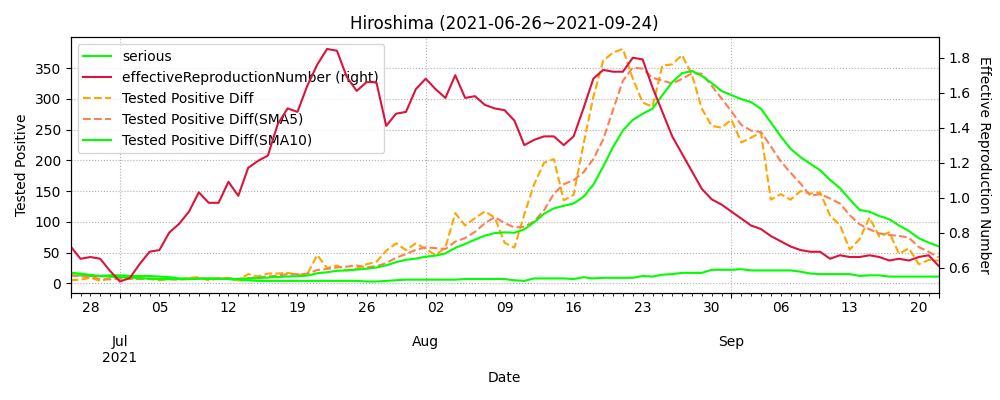 Hiroshima (2021-06-26~2021-09-24)
serious
effectiveReproductionNumber (right)
Tested Positive Diff
Tested Positive Diff(SMA5)
Tested Positive Diff(SMA10)
Tested Positive
350
300
250
200
150
100
50
0
1.8
1.6
1.4
1.2
1.0
0.8
0.6
Effective Reproduction Number
28 05 12 19 26 02 09 16 23 30 06 13 20
Jul Aug Sep
2021
Date